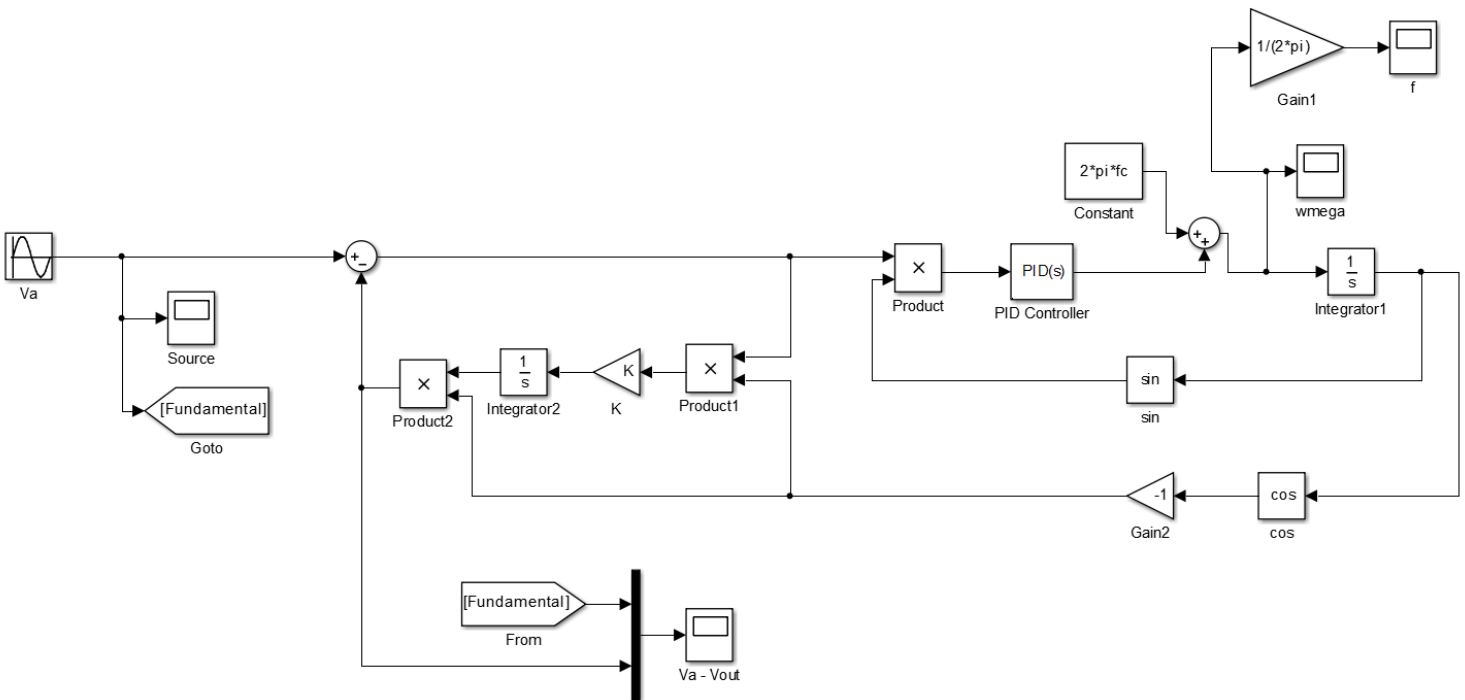 1/(2*pi)
f
Gain1
2*pi*fc
Constant
wmega
+
+
Va
+
−
×
Product
PID(s)
PID Controller
1
s
Integrator1
Source
[Fundamental]
Goto
×
Product2
1
s
Integrator2
K
K
×
Product1
sin
sin
-1
Gain2
cos
cos
[Fundamental]
From
Va - Vout